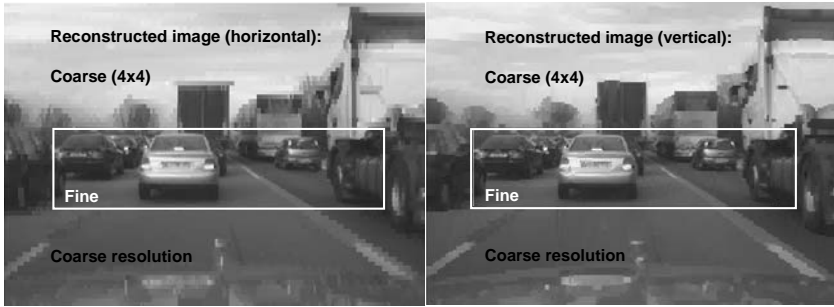 Reconstructed image (horizontal):
Coarse (4x4)
Fine
Coarse resolution
Reconstructed image (vertical):
Coarse (4x4)
Fine
Coarse resolution